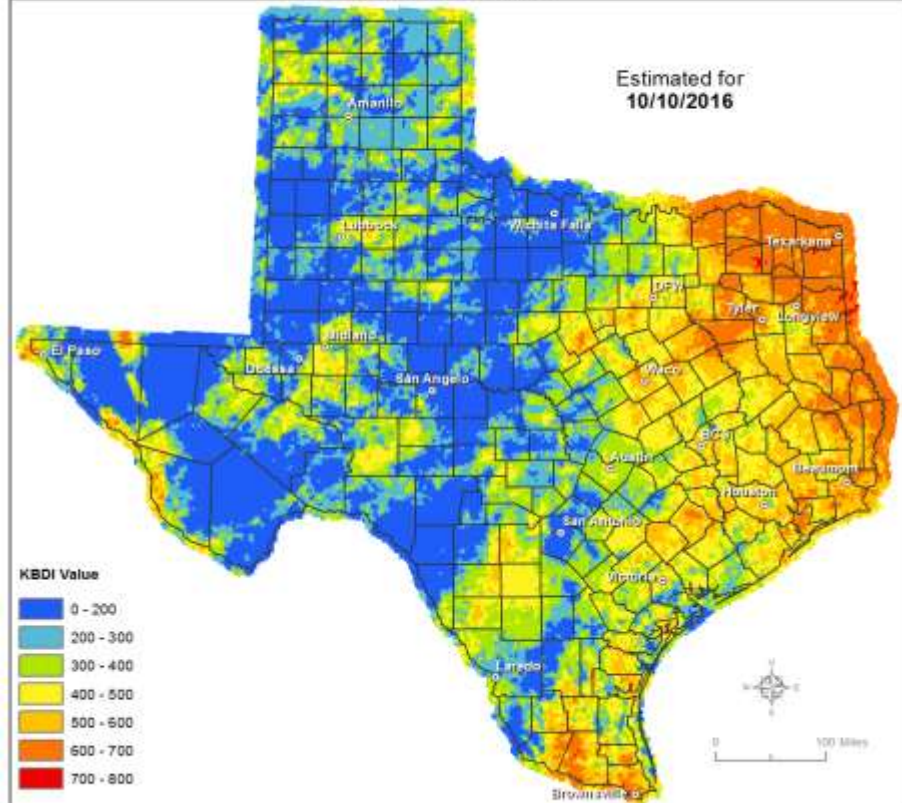 Estimated for
10/10/2016
Amarillo
Lubbock
Wichita Falls
Texarkana
DFW
Tyler
Longview
El Paso
Midland
Odessa
San Angelo
Waco
BCS
Austin
Beaumont
Houston
San Antonio
Victoria
Laredo
Brownsville
KBDI Value
0 - 200
200 - 300
300 - 400
400 - 500
500 - 600
600 - 700
700 - 800
0 100 Miles